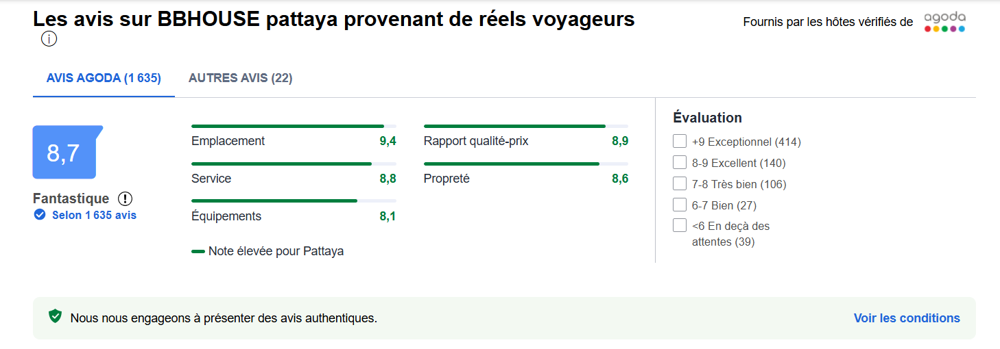 Les avis sur BBHOUSE pattaya provenant de réels voyageurs
Fournis par les hôtes vérifiés de agoda
AVIS AGODA (1 635)
AUTRES AVIS (22)
8,7
Fantastique
Selon 1 635 avis
Emplacement 9,4
Rapport qualité-prix 8,9
Service 8,8
Propreté 8,6
Équipements 8,1
Note élevée pour Pattaya
Évaluation
+9 Exceptionnel (414)
8-9 Excellent (140)
7-8 Très bien (106)
6-7 Bien (27)
<6 En deçà des
attentes (39)
Nous nous engageons à présenter des avis authentiques.
Voir les conditions